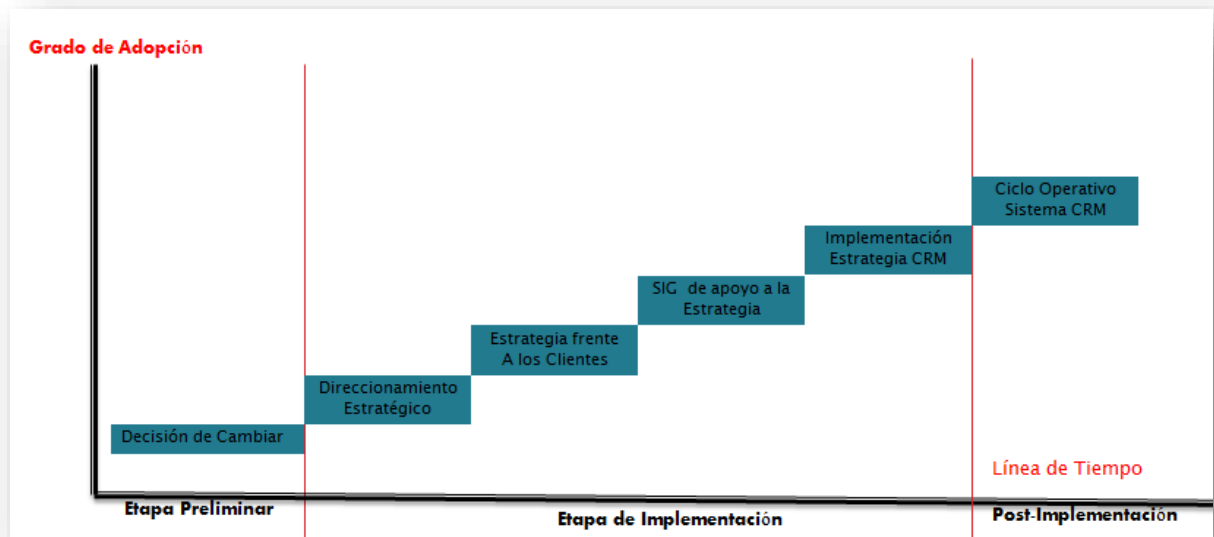 Grado de Adopción
Ciclo Operativo
Sistema CRM
Implementación
Estrategia CRM
SIG de apoyo a la
Estrategia
Estrategia frente
A los Clientes
Direccionamiento
Estratégico
Decisión de Cambiar
Línea de Tiempo
Etapa Preliminar
Etapa de Implementación
Post-Implementación